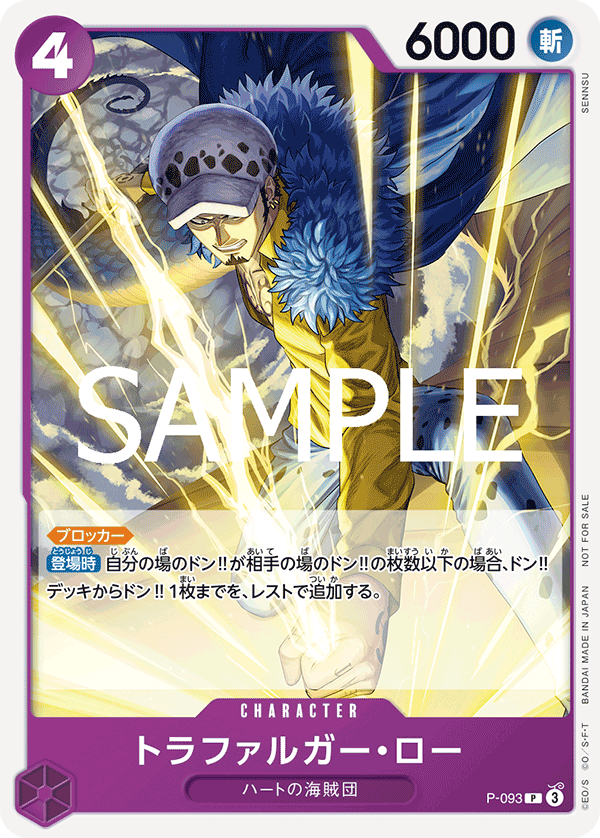 4
6000
斬
SENNSU
SAMPLE
ブロッカー
登場時 自分の場のドン!!が相手の場のドン!!の枚数以下の場合、ドン!!
デッキからドン!!1枚までを、レストで追加する。
CHARACTER
トラファルガー・ロー
ハートの海賊団
P-093 P 3
©E.O/S ©O/S・F・T BANDAI MADE IN JAPAN NOT FOR SALE